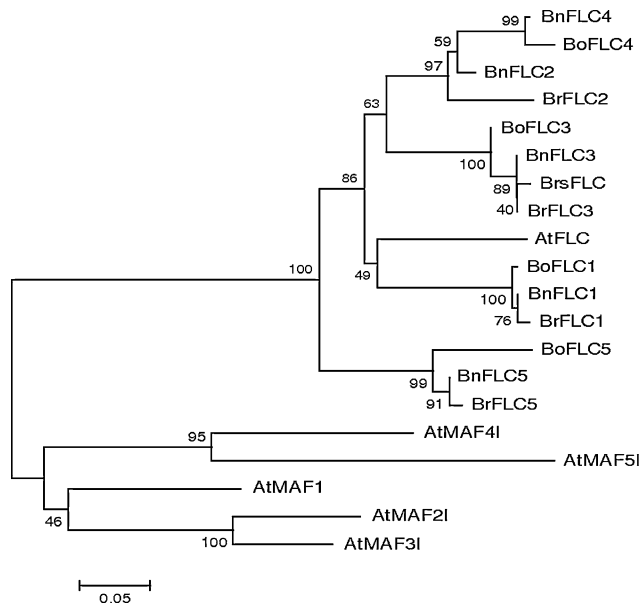 BnFLC4
99
BoFLC4
59
BnFLC2
97
BrFLC2
63
BoFLC3
100
BnFLC3
89
BrsFLC
40
BrFLC3
86
AtFLC
49
BoFLC1
100
BnFLC1
76
BrFLC1
100
BoFLC5
99
BnFLC5
91
BrFLC5
95
AtMAF4l
AtMAF5l
AtMAF1
46
AtMAF2l
100
AtMAF3l
0.05